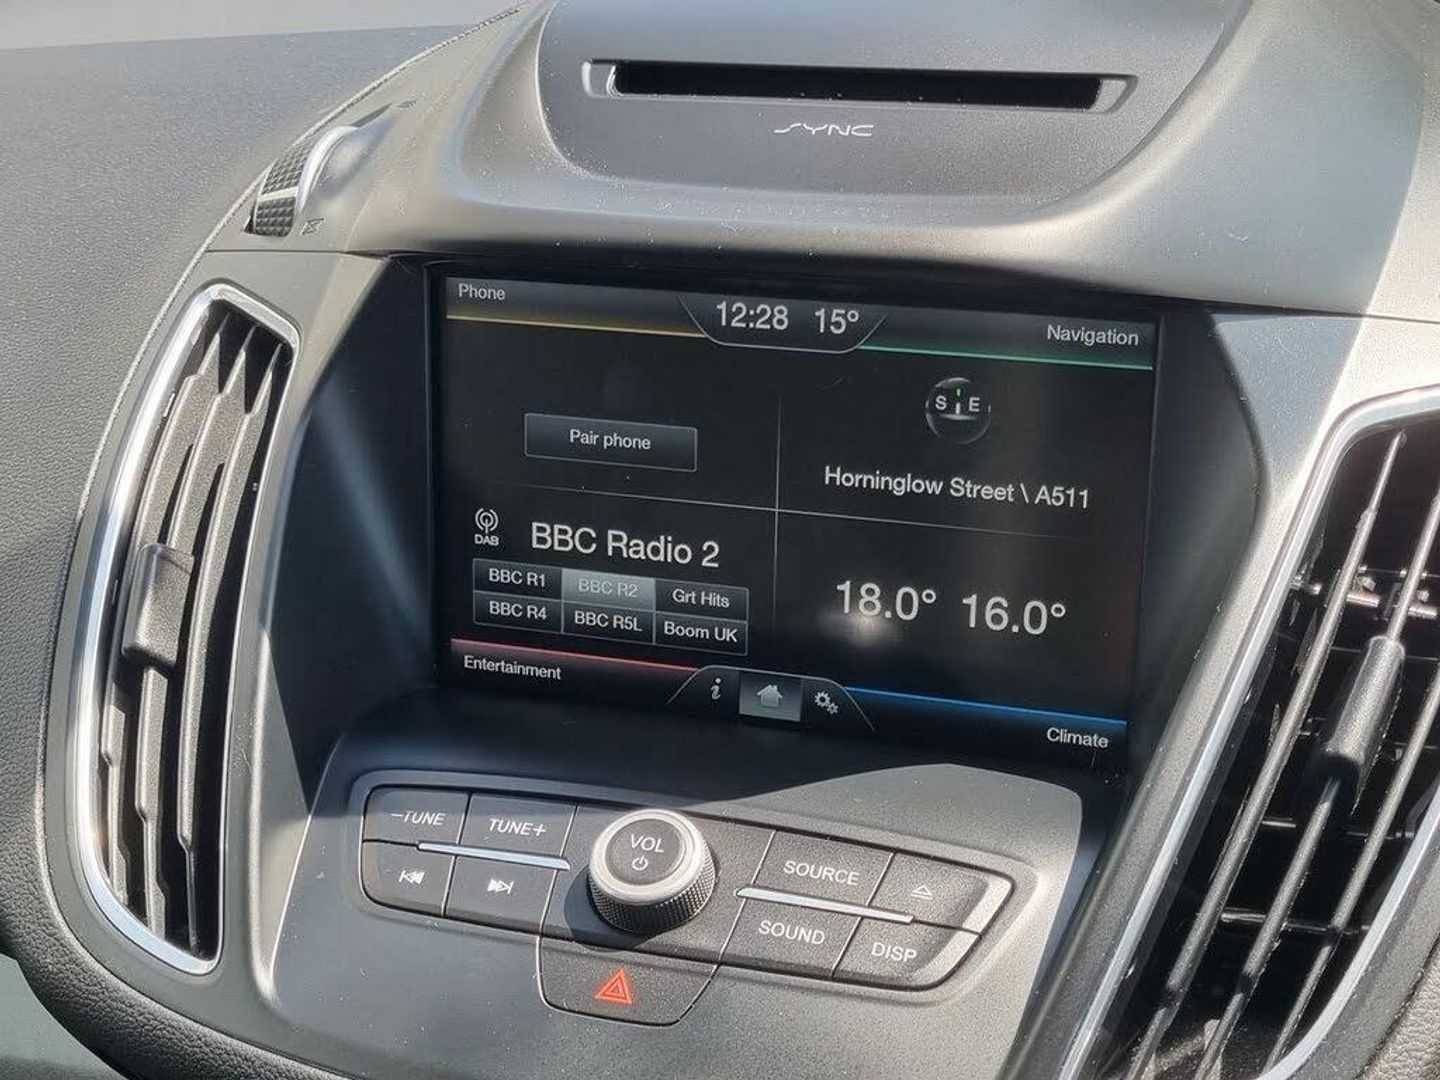 SYNC
Phone
12:28 15°
Navigation
S E
Pair phone
Horninglow Street \ A511
DAB
BBC Radio 2
BBC R1 BBC R2 Grt Hits
BBC R4 BBC R5L Boom UK
18.0° 16.0°
Entertainment
i
Climate
-TUNE TUNE+
VOL
SOURCE
SOUND
DISP